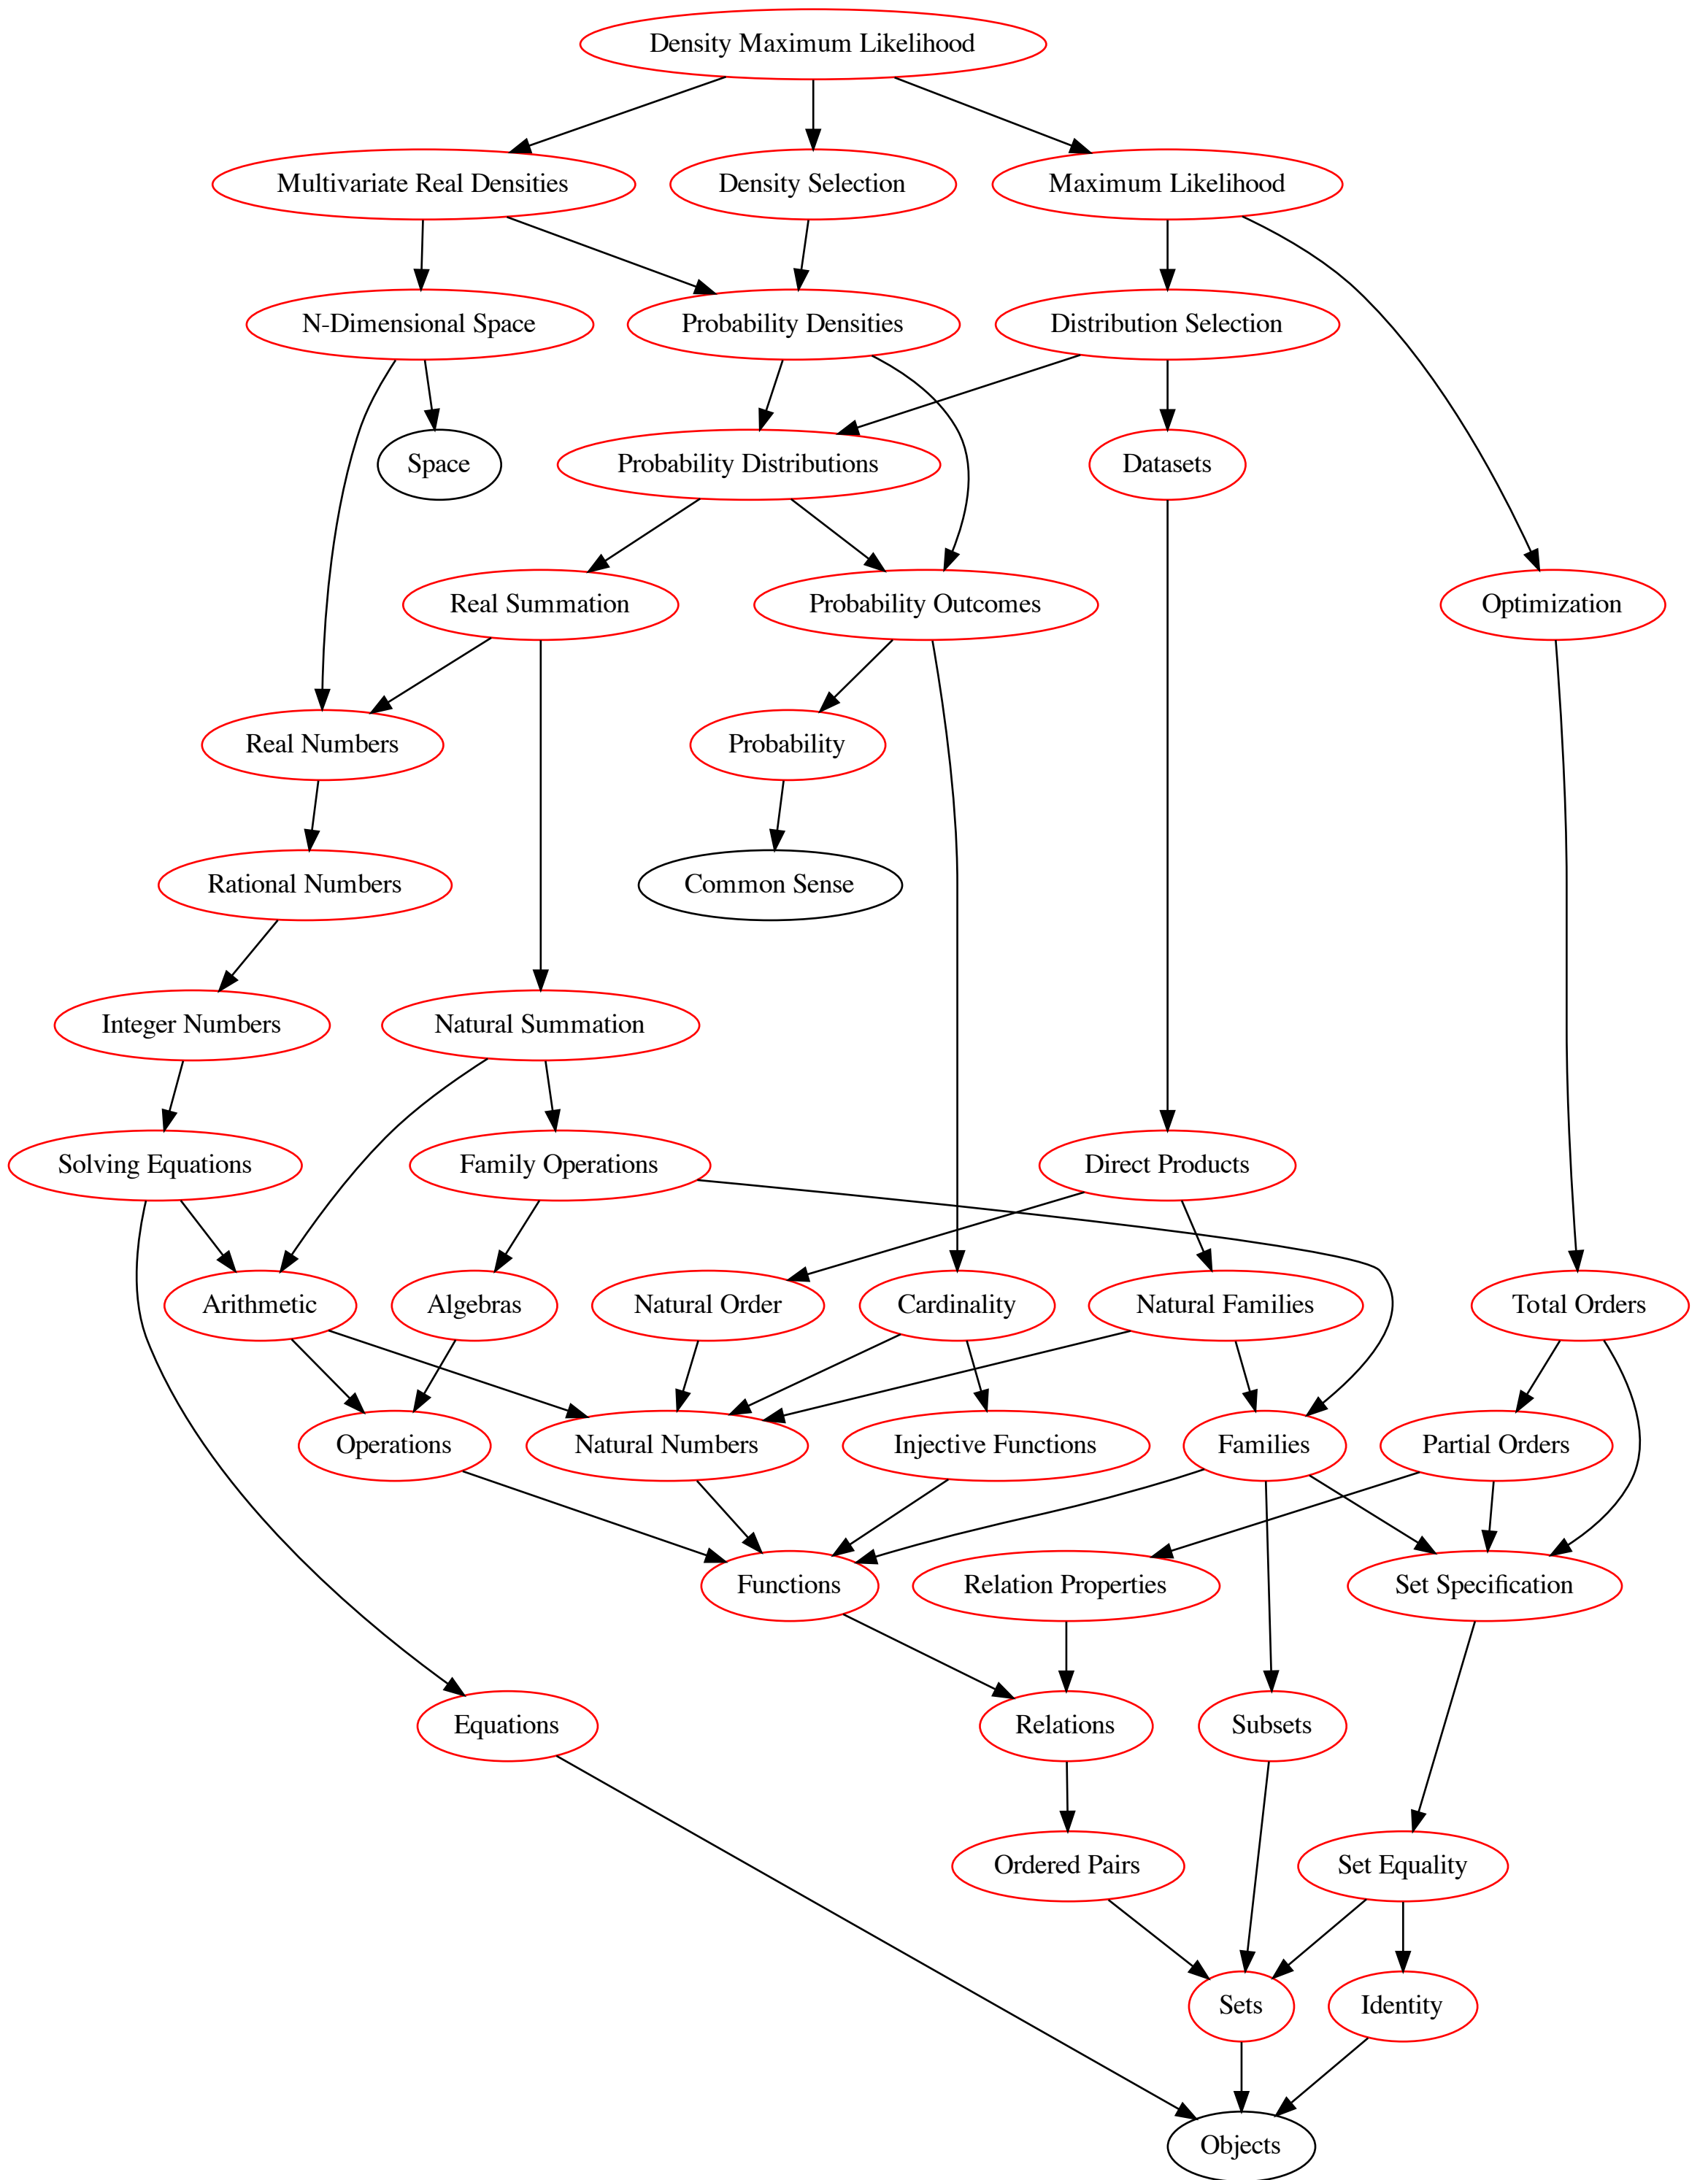 Density Maximum Likelihood
Multivariate Real Densities
Density Selection
Maximum Likelihood
N-Dimensional Space
Probability Densities
Distribution Selection
Space
Probability Distributions
Datasets
Real Summation
Probability Outcomes
Optimization
Real Numbers
Probability
Rational Numbers
Common Sense
Integer Numbers
Natural Summation
Solving Equations
Family Operations
Direct Products
Arithmetic
Algebras
Natural Order
Cardinality
Natural Families
Total Orders
Operations
Natural Numbers
Injective Functions
Families
Partial Orders
Functions
Relation Properties
Set Specification
Equations
Relations
Subsets
Ordered Pairs
Set Equality
Sets
Identity
Objects